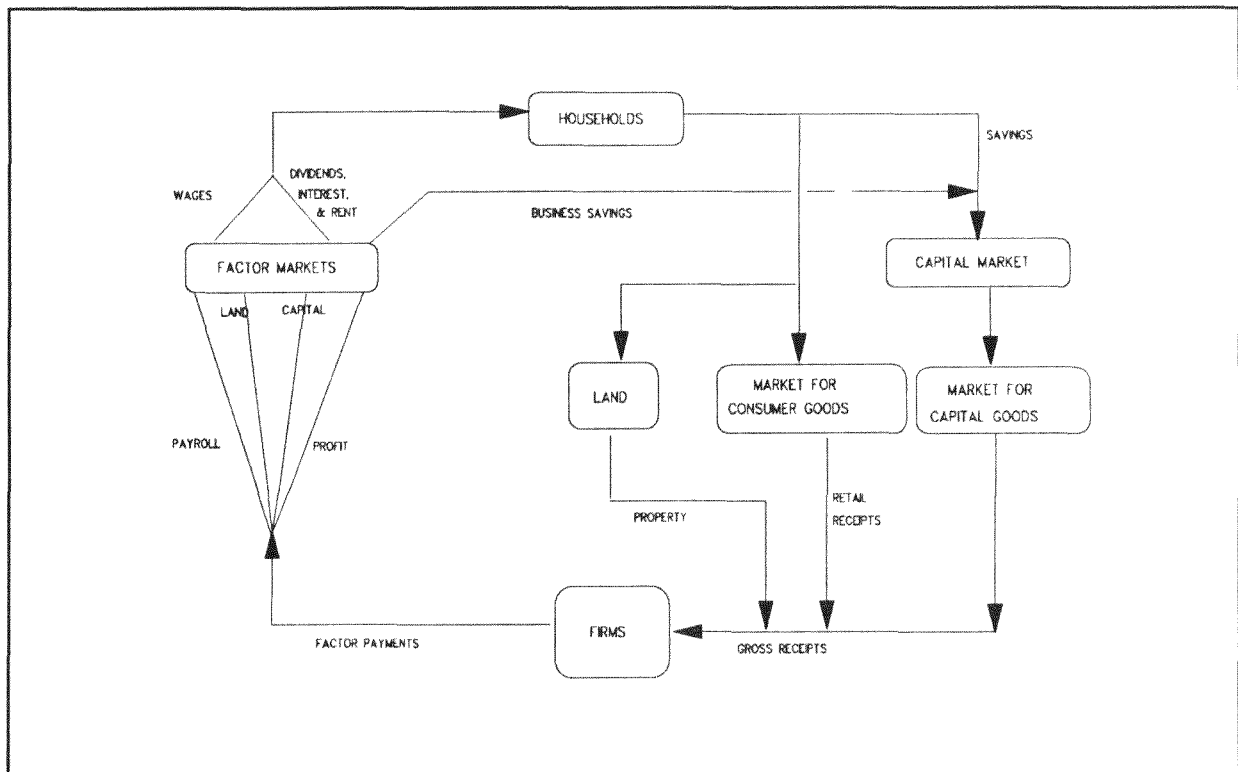 HOUSEHOLDS
SAVINGS
WAGES
DIVIDENDS,
INTEREST,
& RENT
BUSINESS SAVINGS
FACTOR MARKETS
CAPITAL MARKET
LAND
CAPITAL
LAND
MARKET FOR
CONSUMER GOODS
MARKET FOR
CAPITAL GOODS
PAYROLL
PROFIT
PROPERTY
RETAIL
RECEIPTS
FIRMS
FACTOR PAYMENTS
GROSS RECEIPTS